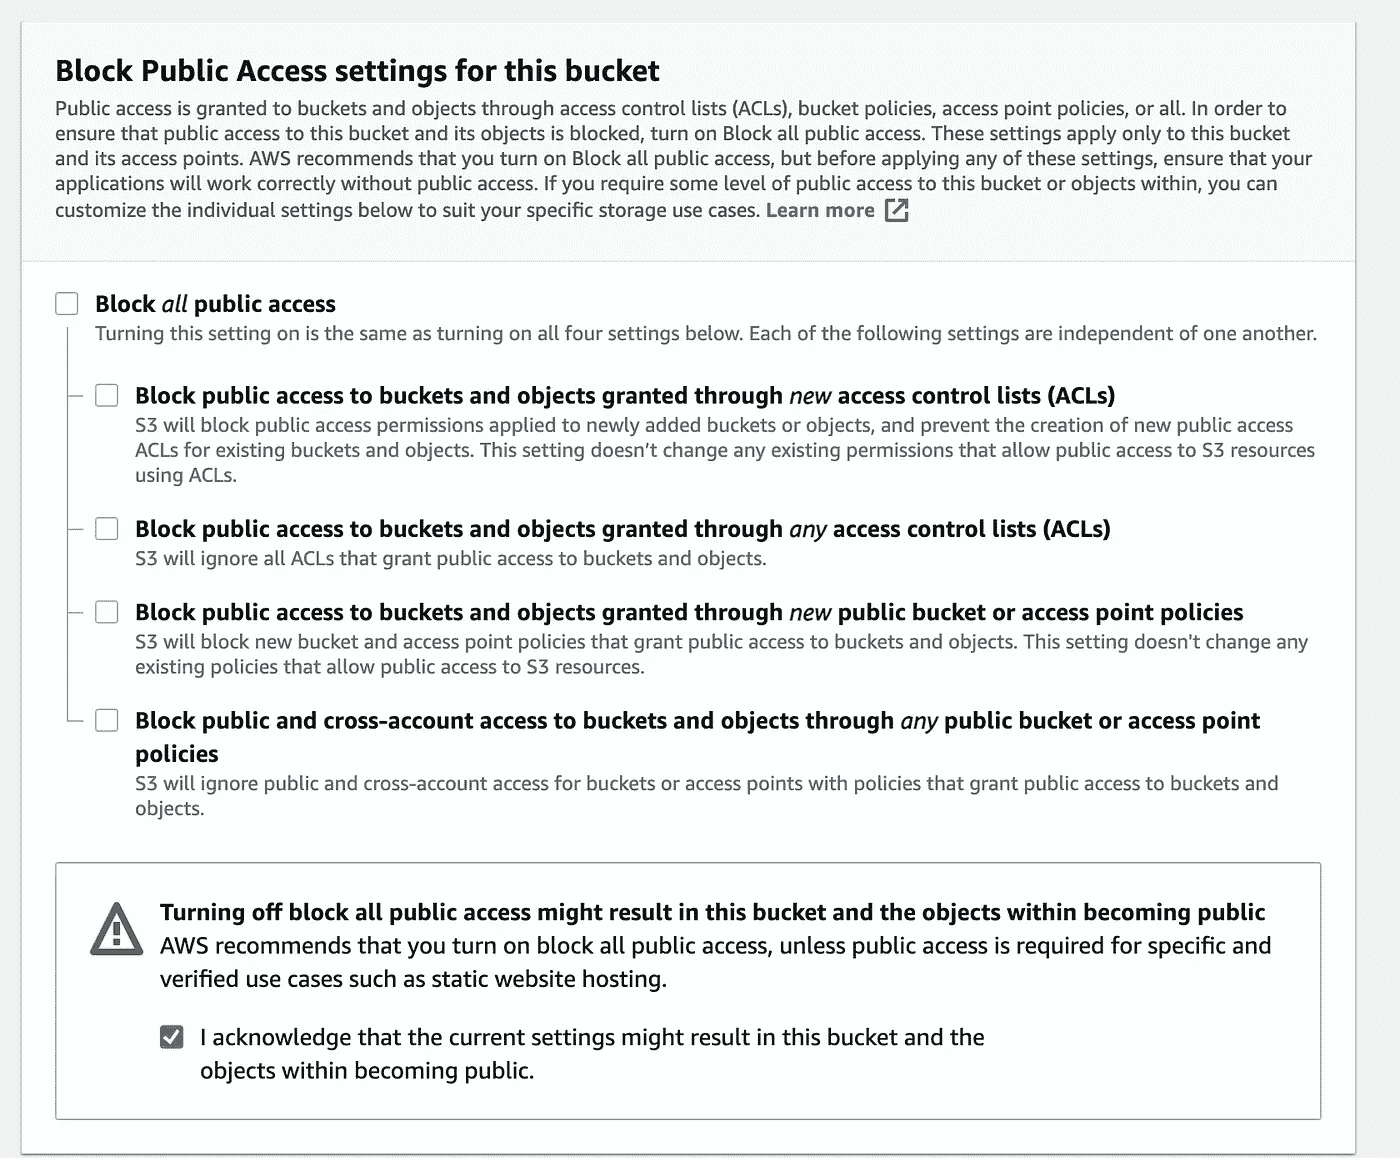 Block Public Access settings for this bucket
Public access is granted to buckets and objects through access control lists (ACLs), bucket policies, access point policies, or all. In order to
ensure that public access to this bucket and its objects is blocked, turn on Block all public access. These settings apply only to this bucket
and its access points. AWS recommends that you turn on Block all public access, but before applying any of these settings, ensure that your
applications will work correctly without public access. If you require some level of public access to this bucket or objects within, you can
customize the individual settings below to suit your specific storage use cases. Learn more
Block all public access
Turning this setting on is the same as turning on all four settings below. Each of the following settings are independent of one another.
Block public access to buckets and objects granted through new access control lists (ACLs)
S3 will block public access permissions applied to newly added buckets or objects, and prevent the creation of new public access
ACLs for existing buckets and objects. This setting doesn’t change any existing permissions that allow public access to S3 resources
using ACLs.
Block public access to buckets and objects granted through any access control lists (ACLs)
S3 will ignore all ACLs that grant public access to buckets and objects.
Block public access to buckets and objects granted through new public bucket or access point policies
S3 will block new bucket and access point policies that grant public access to buckets and objects. This setting doesn't change any
existing policies that allow public access to S3 resources.
Block public and cross-account access to buckets and objects through any public bucket or access point
policies
S3 will ignore public and cross-account access for buckets or access points with policies that grant public access to buckets and
objects.
Turning off block all public access might result in this bucket and the objects within becoming public
AWS recommends that you turn on block all public access, unless public access is required for specific and
verified use cases such as static website hosting.
I acknowledge that the current settings might result in this bucket and the
objects within becoming public.